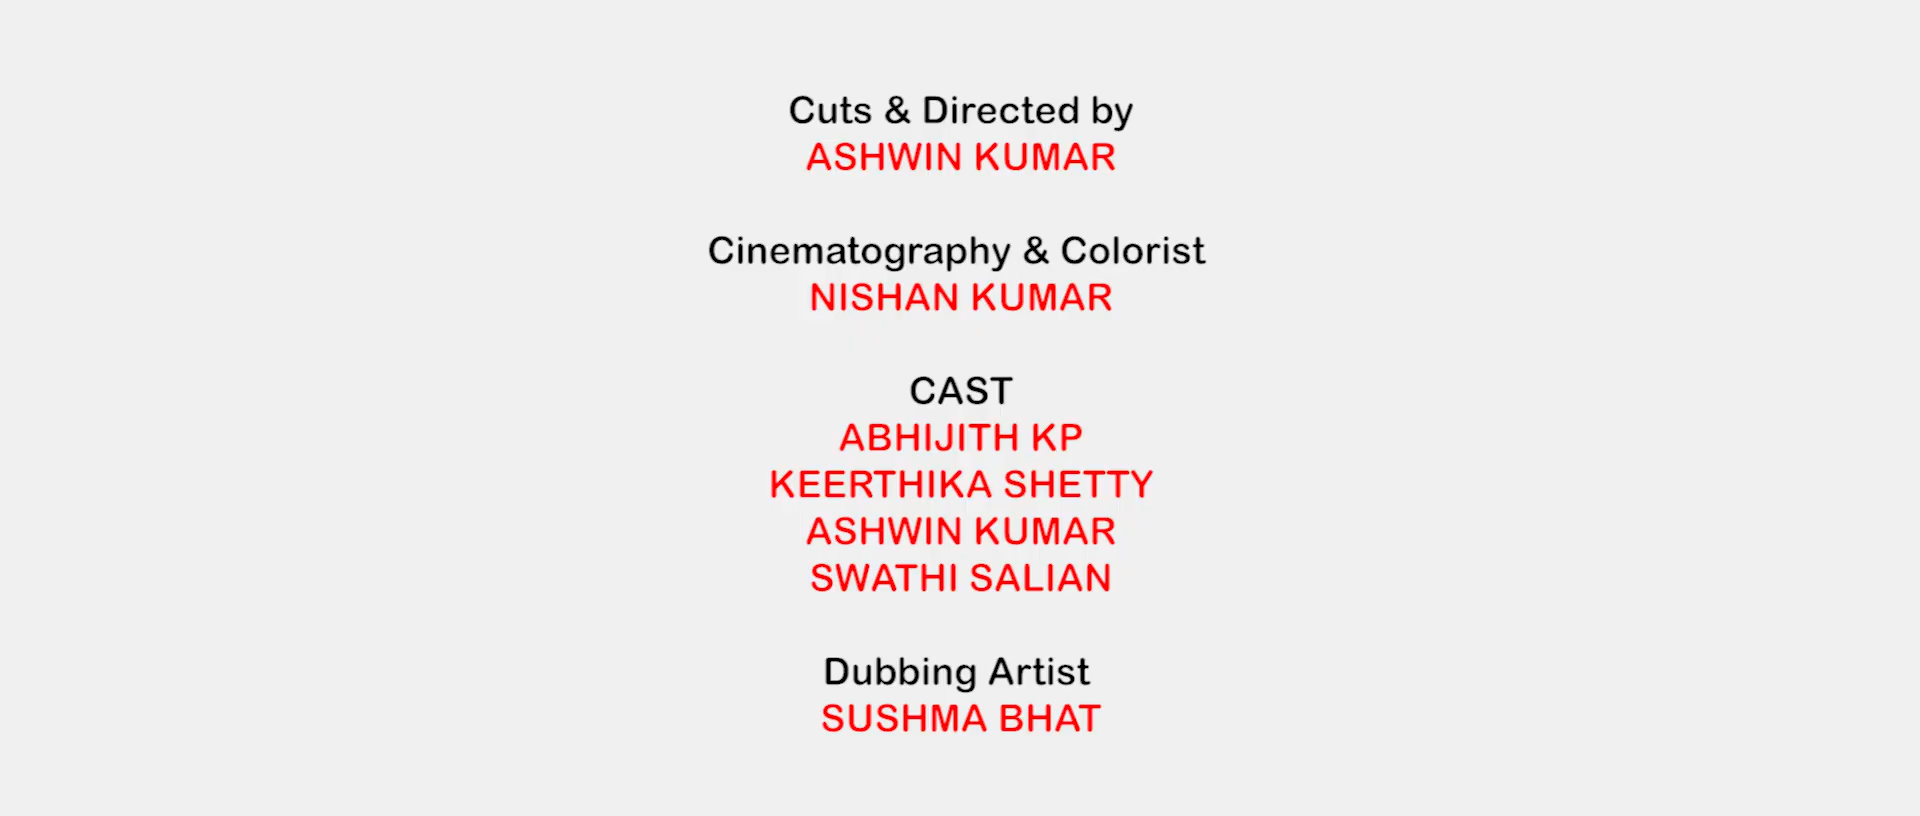 Cuts & Directed by
ASHWIN KUMAR
Cinematography & Colorist
NISHAN KUMAR
CAST
ABHIJITH KP
KEERTHIKA SHETTY
ASHWIN KUMAR
SWATHI SALIAN
Dubbing Artist
SUSHMA BHAT